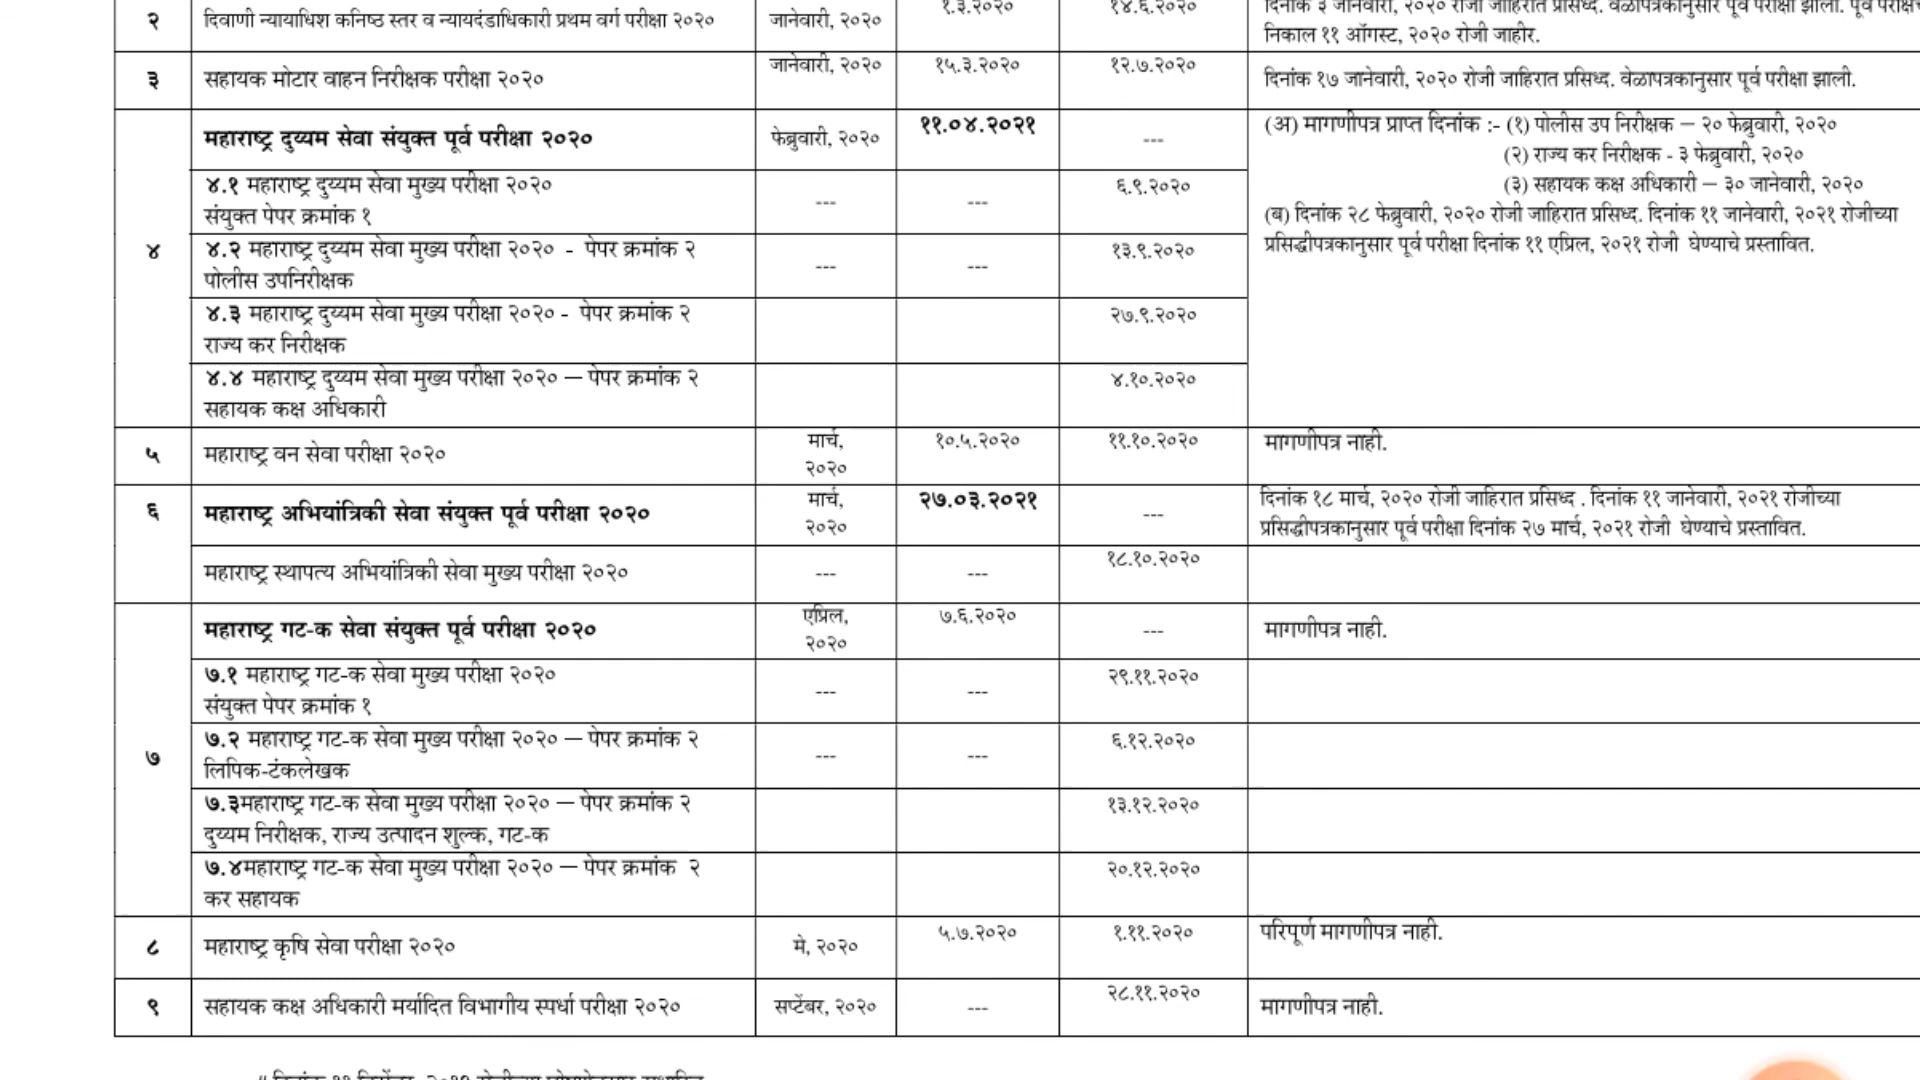 २ दिवाणी न्यायाधिश कनिष्ठ स्तर व न्यायदंडाधिकारी प्रथम वर्ग परीक्षा २०२० जानेवारी, २०२० १.३.२०२० १४.६.२०२० दिनांक ३ जानेवारी, २०२० रोजी जाहिरात प्रसिध्द. वेळापत्रकानुसार पूर्व परीक्षा झाली. पूर्व
निकाल ११ ऑगस्ट, २०२० रोजी जाहीर.
३ सहायक मोटार वाहन निरीक्षक परीक्षा २०२० जानेवारी, २०२० १५.३.२०२० १२.७.२०२० दिनांक १७ जानेवारी, २०२० रोजी जाहिरात प्रसिध्द. वेळापत्रकानुसार पूर्व परीक्षा झाली.
४ महाराष्ट्र दुय्यम सेवा संयुक्त पूर्व परीक्षा २०२० फेब्रुवारी, २०२० ११.०४.२०२१ ---
(अ) मागणीपत्र प्राप्त दिनांक :- (१) पोलीस उप निरीक्षक – २० फेब्रुवारी, २०२०
(२) राज्य कर निरीक्षक - ३ फेब्रुवारी, २०२०
(३) सहायक कक्ष अधिकारी – ३० जानेवारी, २०२०
(ब) दिनांक २८ फेब्रुवारी, २०२० रोजी जाहिरात प्रसिध्द. दिनांक ११ जानेवारी, २०२१ रोजीच्या
प्रसिद्धीपत्रकानुसार पूर्व परीक्षा दिनांक ११ एप्रिल, २०२१ रोजी घेण्याचे प्रस्तावित.
४.१ महाराष्ट्र दुय्यम सेवा मुख्य परीक्षा २०२० --- --- ६.९.२०२०
संयुक्त पेपर क्रमांक १
४.२ महाराष्ट्र दुय्यम सेवा मुख्य परीक्षा २०२० - पेपर क्रमांक २ --- --- १३.९.२०२०
पोलीस उपनिरीक्षक
४.३ महाराष्ट्र दुय्यम सेवा मुख्य परीक्षा २०२० - पेपर क्रमांक २ २७.९.२०२०
राज्य कर निरीक्षक
४.४ महाराष्ट्र दुय्यम सेवा मुख्य परीक्षा २०२० – पेपर क्रमांक २ ४.१०.२०२०
सहायक कक्ष अधिकारी
५ महाराष्ट्र वन सेवा परीक्षा २०२० मार्च, २०२० १०.५.२०२० ११.१०.२०२० मागणीपत्र नाही.
६ महाराष्ट्र अभियांत्रिकी सेवा संयुक्त पूर्व परीक्षा २०२० मार्च, २०२० २७.०३.२०२१ --- दिनांक १८ मार्च, २०२० रोजी जाहिरात प्रसिध्द . दिनांक ११ जानेवारी, २०२१ रोजीच्या
प्रसिद्धीपत्रकानुसार पूर्व परीक्षा दिनांक २७ मार्च, २०२१ रोजी घेण्याचे प्रस्तावित.
महाराष्ट्र स्थापत्य अभियांत्रिकी सेवा मुख्य परीक्षा २०२० --- --- १८.१०.२०२०
७ महाराष्ट्र गट-क सेवा संयुक्त पूर्व परीक्षा २०२० एप्रिल, २०२० ७.६.२०२० --- मागणीपत्र नाही.
७.१ महाराष्ट्र गट-क सेवा मुख्य परीक्षा २०२० --- --- २९.११.२०२०
संयुक्त पेपर क्रमांक १
७.२ महाराष्ट्र गट-क सेवा मुख्य परीक्षा २०२० – पेपर क्रमांक २ --- --- ६.१२.२०२०
लिपिक-टंकलेखक
७.३महाराष्ट्र गट-क सेवा मुख्य परीक्षा २०२० – पेपर क्रमांक २ १३.१२.२०२०
दुय्यम निरीक्षक, राज्य उत्पादन शुल्क, गट-क
७.४महाराष्ट्र गट-क सेवा मुख्य परीक्षा २०२० – पेपर क्रमांक २ २०.१२.२०२०
कर सहायक
८ महाराष्ट्र कृषि सेवा परीक्षा २०२० मे, २०२० ५.७.२०२० १.११.२०२० परिपूर्ण मागणीपत्र नाही.
९ सहायक कक्ष अधिकारी मर्यादित विभागीय स्पर्धा परीक्षा २०२० सप्टेंबर, २०२० --- २८.११.२०२० मागणीपत्र नाही.